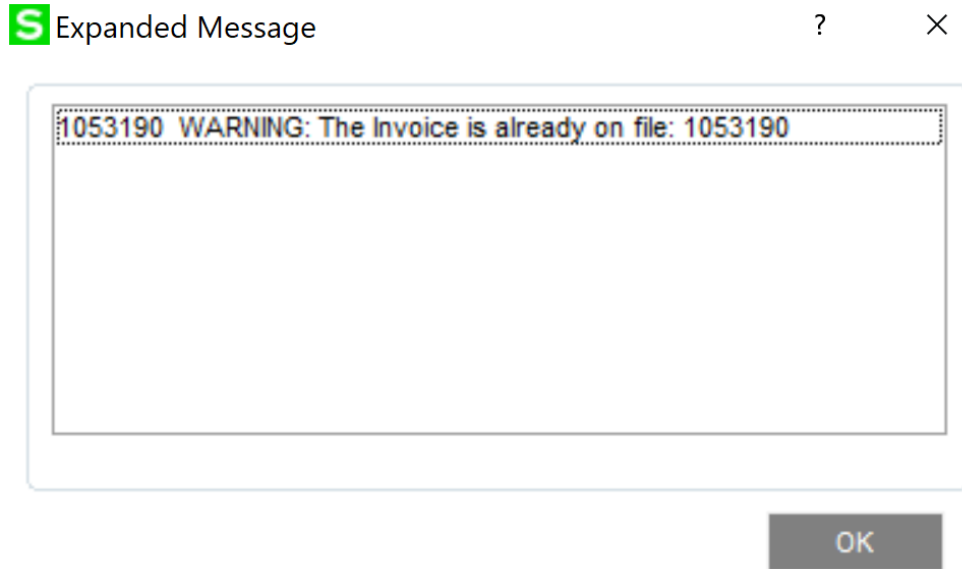 S Expanded Message ? ×
1053190 WARNING: The Invoice is already on file: 1053190
OK